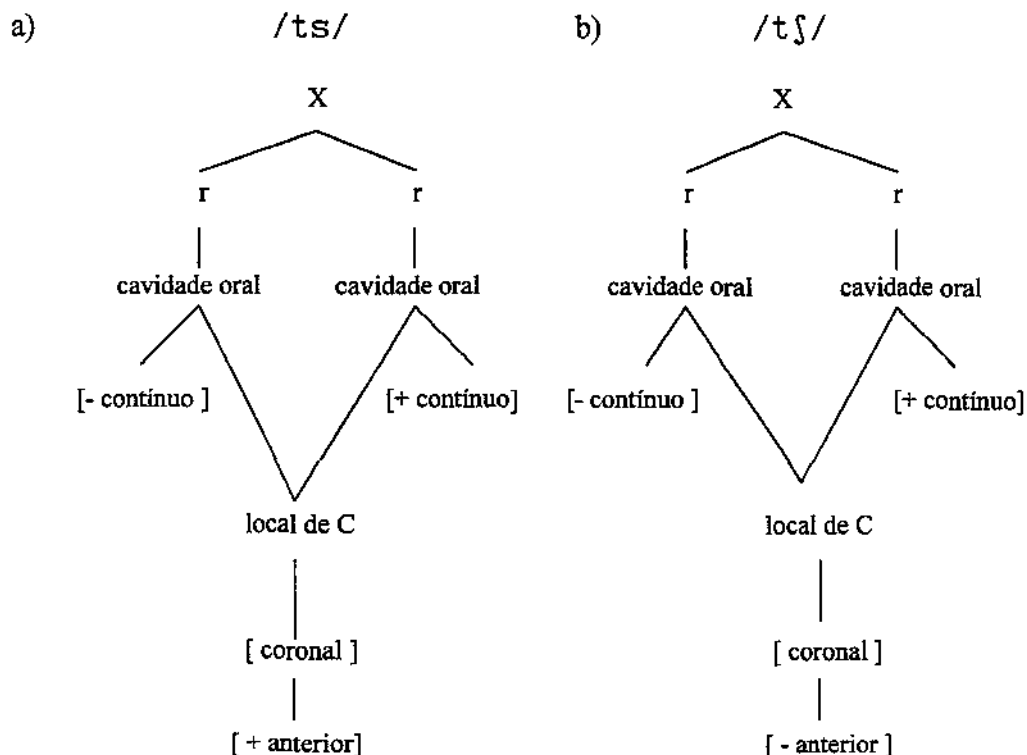 a) /ts/ b) /tʃ/
X X
r r r r
cavidade oral cavidade oral cavidade oral cavidade oral
[- contínuo ] [+ contínuo] [- contínuo ] [+ contínuo]
local de C local de C
[ coronal ] [ coronal ]
[ + anterior] [ - anterior ]